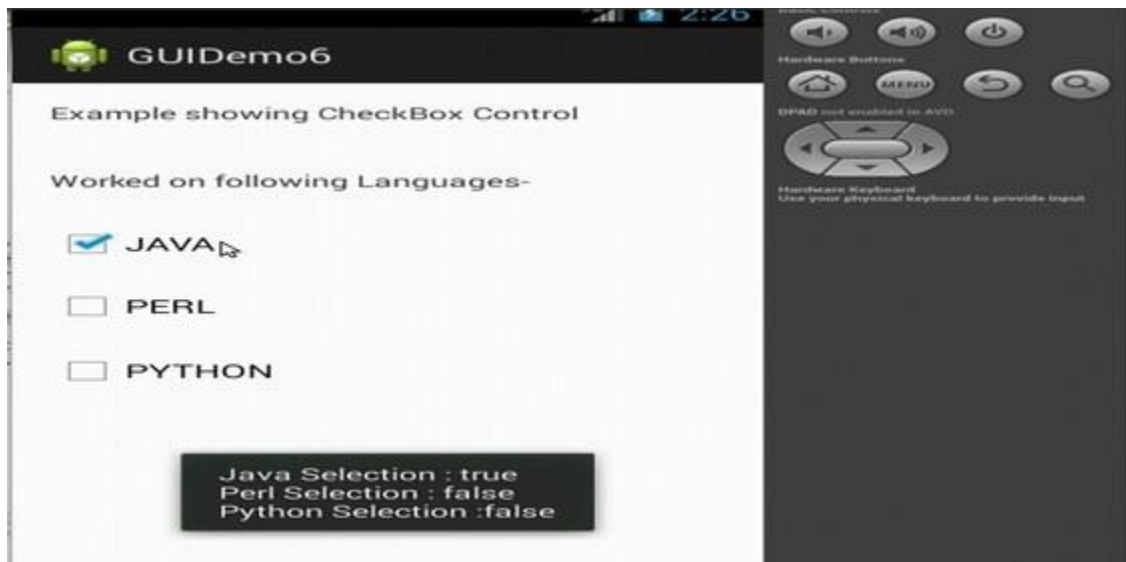 2:26
GUIDemo6
Example showing CheckBox Control
Worked on following Languages-
JAVA
PERL
PYTHON
Java Selection : true
Perl Selection : false
Python Selection :false
Basic Controls
Hardware Buttons
MENU
DPAD not enabled in AVD
Hardware Keyboard
Use your physical keyboard to provide input